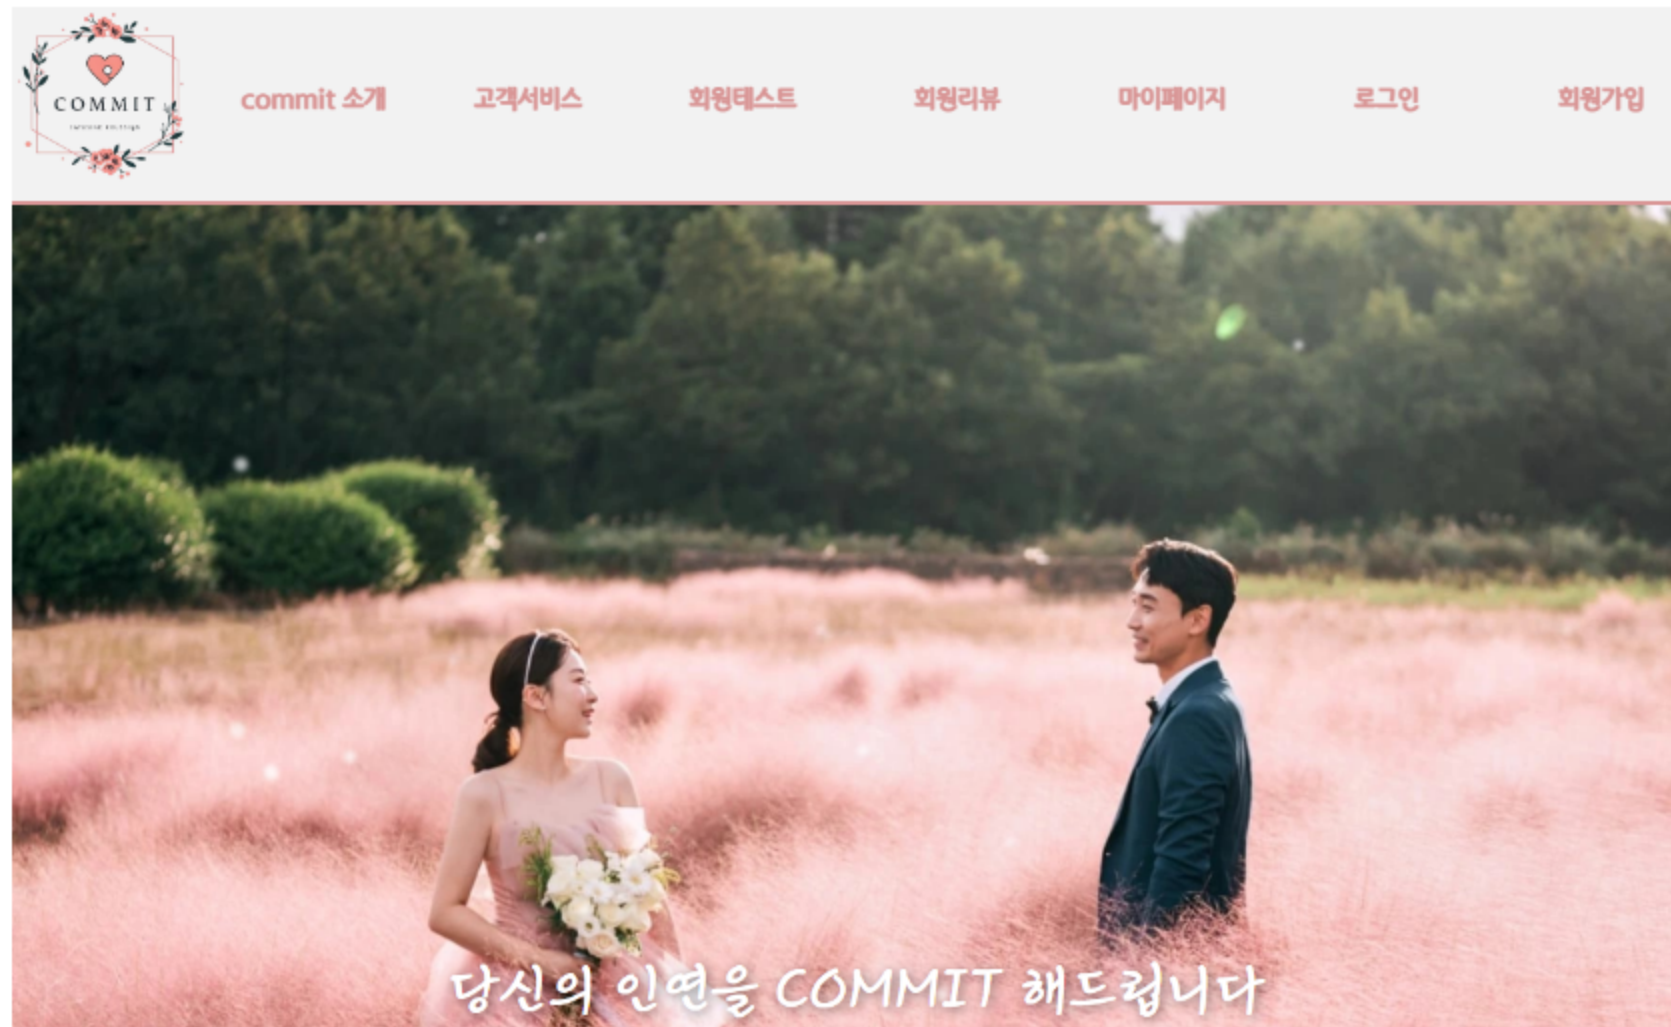 COMMIT
commit 소개
고객서비스
회원테스트
회원리뷰
마이페이지
로그인
회원가입
당신의 인연을 COMMIT 해드립니다